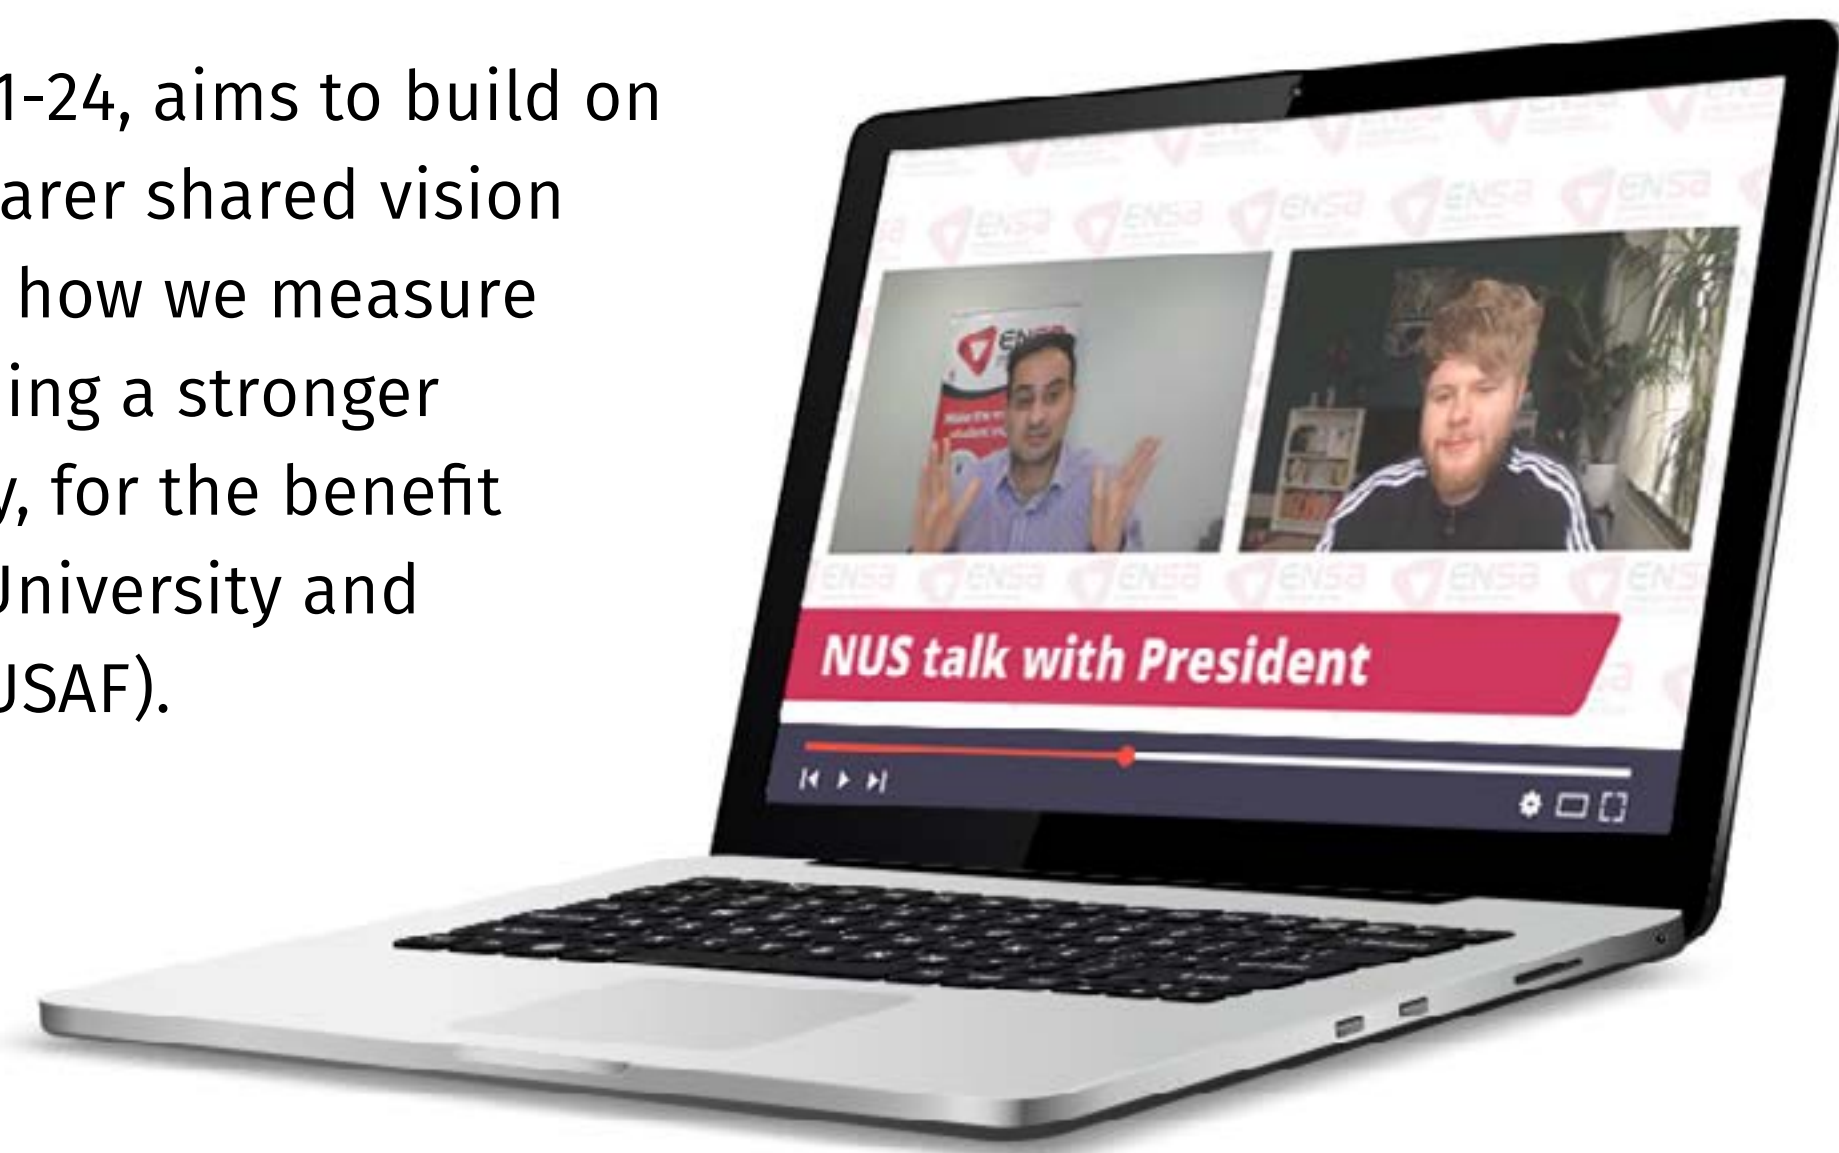 1-24, aims to build on
arer shared vision
how we measure
ing a stronger
y, for the benefit
University and
USAF).
ENSA
NUS talk with President